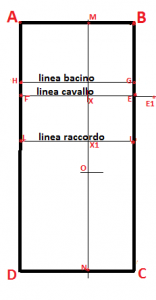 A M B
H linea bacino G
linea cavallo
F X E E1
linea raccordo
I X1 L
O
D N C